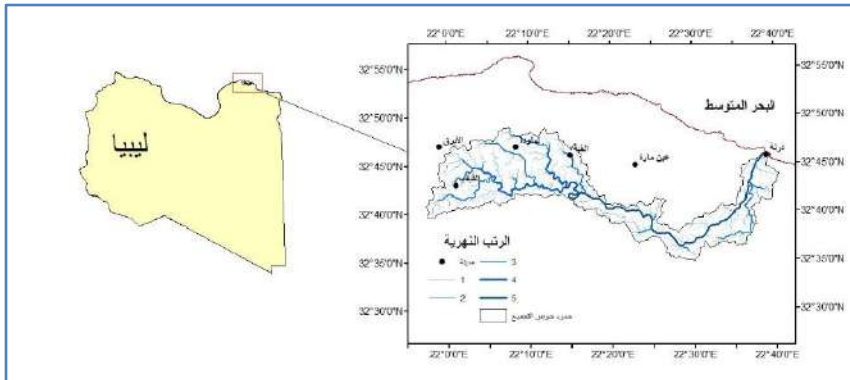 22°0'0"E 22°10'0"E 22°20'0"E 22°30'0"E 22°40'0"E
32°55'0"N
32°50'0"N
32°45'0"N
32°40'0"N
32°35'0"N
32°30'0"N
ليبيا
البحر المتوسط
درنة
عين مارة
القبة
الأبرق
الرتب النهرية
مدينة
1
2
3
4
5
حدود حوض التجميع
32°55'0"N
32°50'0"N
32°45'0"N
32°40'0"N
32°35'0"N
32°30'0"N
22°0'0"E 22°10'0"E 22°20'0"E 22°30'0"E 22°40'0"E